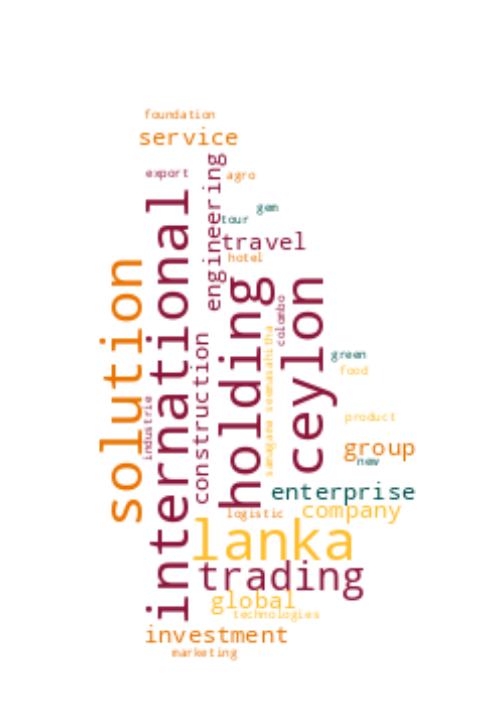 foundation
service
export
agro
engineering
gem
tour
travel
hotel
international
solution
holding
ceylon
colombo
samagama seemasahitha
construction
industrie
green
food
product
group
new
enterprise
company
logistic
lanka
trading
global
technologies
investment
marketing